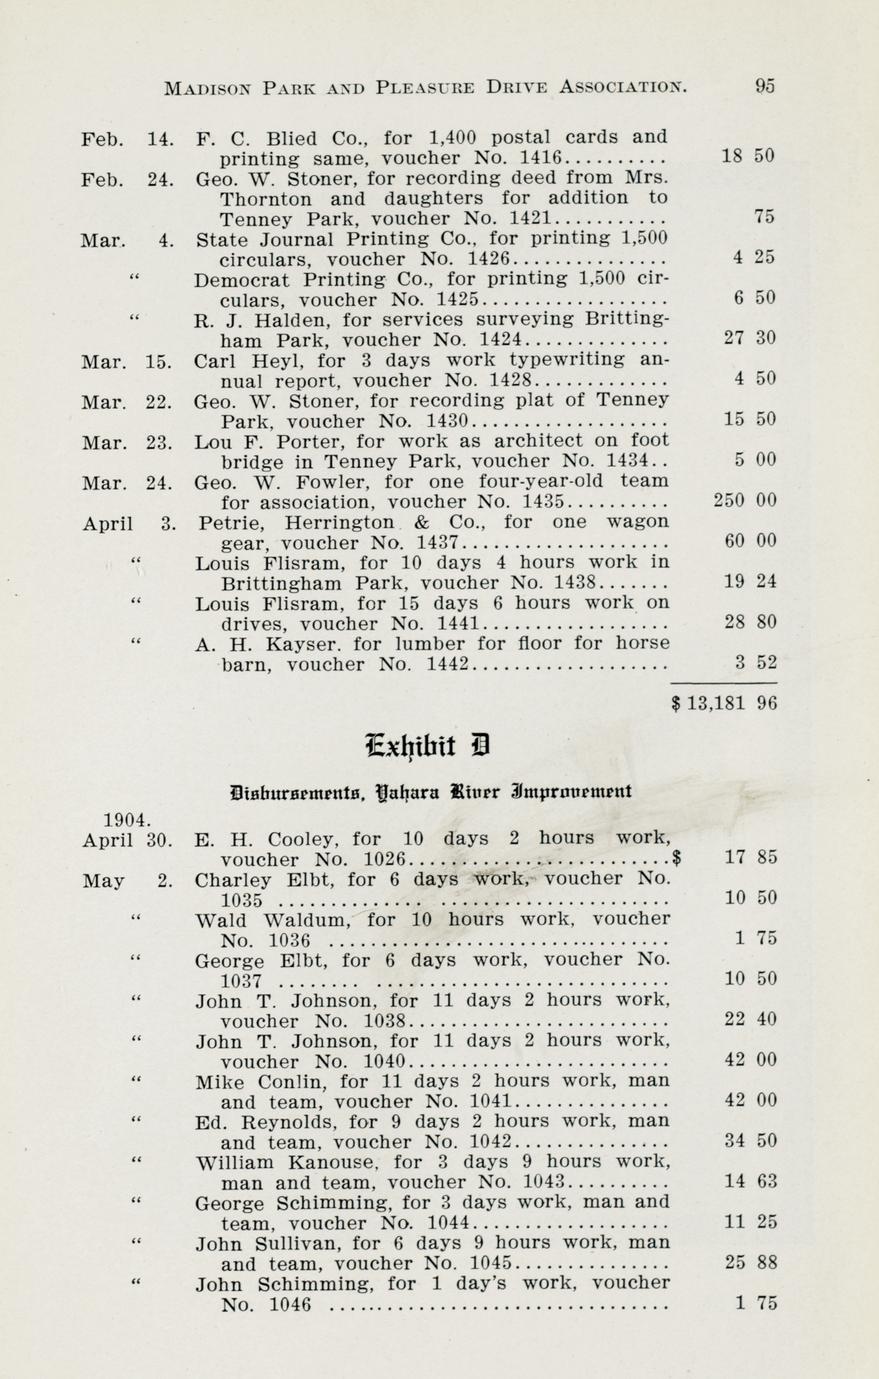 MADISON PARK AND PLEASURE DRIVE ASSOCIATION. 95
Feb. 14. F. C. Blied Co., for 1,400 postal cards and
printing same, voucher No. 1416.......... 18 50
Feb. 24. Geo. W. Stoner, for recording deed from Mrs.
Thornton and daughters for addition to
Tenney Park, voucher No. 1421........... 75
Mar. 4. State Journal Printing Co., for printing 1,500
circulars, voucher No. 1426............... 4 25
“ Democrat Printing Co., for printing 1,500 cir-
culars, voucher No. 1425.................. 6 50
“ R. J. Halden, for services surveying Britting-
ham Park, voucher No. 1424.............. 27 30
Mar. 15. Carl Heyl, for 3 days work typewriting an-
nual report, voucher No. 1428............. 4 50
Mar. 22. Geo. W. Stoner, for recording plat of Tenney
Park, voucher No. 1430................... 15 50
Mar. 23. Lou F. Porter, for work as architect on foot
bridge in Tenney Park, voucher No. 1434.. 5 00
Mar. 24. Geo. W. Fowler, for one four-year-old team
for association, voucher No. 1435.......... 250 00
April 3. Petrie, Herrington & Co., for one wagon
gear, voucher No. 1437.................... 60 00
“ Louis Flisram, for 10 days 4 hours work in
Brittingham Park, voucher No. 1438....... 19 24
“ Louis Flisram, for 15 days 6 hours work on
drives, voucher No. 1441.................. 28 80
“ A. H. Kayser. for lumber for floor for horse
barn, voucher No. 1442................... 3 52
$ 13,181 96
Exhibit D
Disbursements, Yahara River Improvement
1904.
April 30. E. H. Cooley, for 10 days 2 hours work,
voucher No. 1026..........................$ 17 85
May 2. Charley Elbt, for 6 days work, voucher No.
1035 ..................................... 10 50
“ Wald Waldum, for 10 hours work, voucher
No. 1036 ................................. 1 75
“ George Elbt, for 6 days work, voucher No.
1037 ..................................... 10 50
“ John T. Johnson, for 11 days 2 hours work,
voucher No. 1038.......................... 22 40
“ John T. Johnson, for 11 days 2 hours work,
voucher No. 1040.......................... 42 00
“ Mike Conlin, for 11 days 2 hours work, man
and team, voucher No. 1041............... 42 00
“ Ed. Reynolds, for 9 days 2 hours work, man
and team, voucher No. 1042............... 34 50
“ William Kanouse, for 3 days 9 hours work,
man and team, voucher No. 1043.......... 14 63
“ George Schimming, for 3 days work, man and
team, voucher No. 1044................... 11 25
“ John Sullivan, for 6 days 9 hours work, man
and team, voucher No. 1045............... 25 88
“ John Schimming, for 1 day's work, voucher
No. 1046 ................................. 1 75